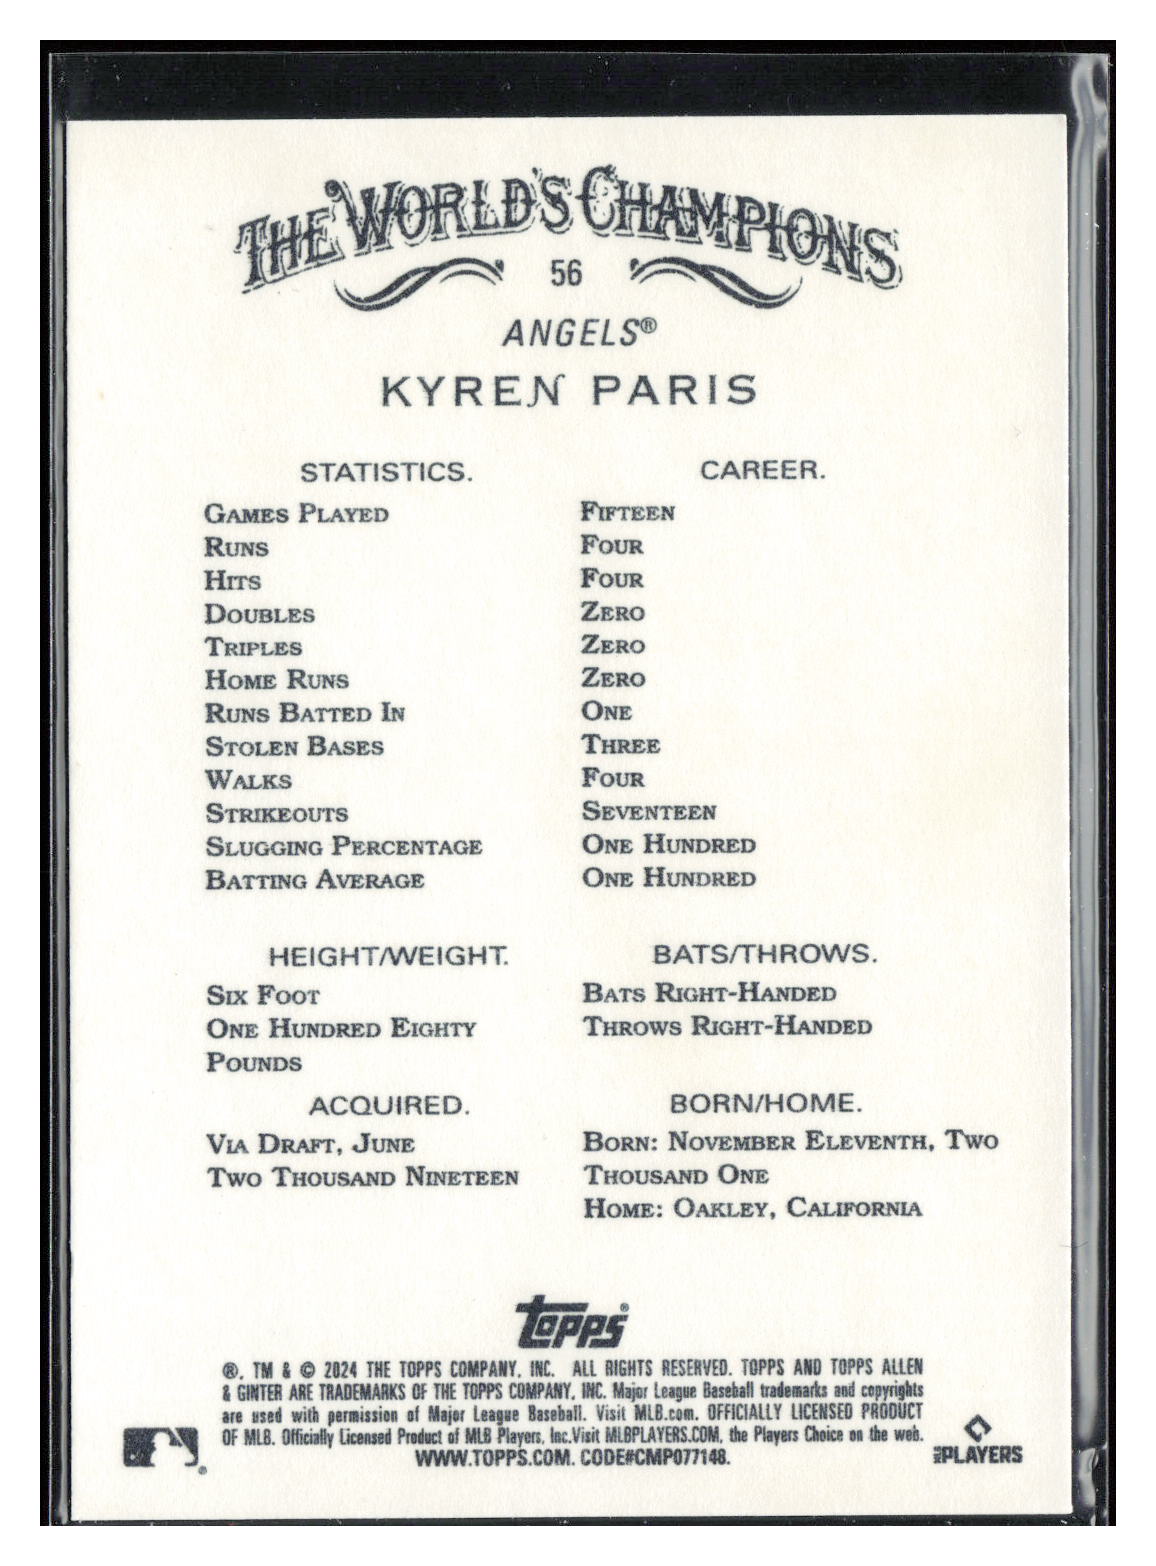 THE WORLD'S CHAMPIONS
56
ANGELS®
KYREN PARIS
STATISTICS. CAREER.
GAMES PLAYED FIFTEEN
RUNS FOUR
HITS FOUR
DOUBLES ZERO
TRIPLES ZERO
HOME RUNS ZERO
RUNS BATTED IN ONE
STOLEN BASES THREE
WALKS FOUR
STRIKEOUTS SEVENTEEN
SLUGGING PERCENTAGE ONE HUNDRED
BATTING AVERAGE ONE HUNDRED
HEIGHT/WEIGHT.
SIX FOOT
ONE HUNDRED EIGHTY
POUNDS
BATS/THROWS.
BATS RIGHT-HANDED
THROWS RIGHT-HANDED
ACQUIRED.
VIA DRAFT, JUNE
TWO THOUSAND NINETEEN
BORN/HOME.
BORN: NOVEMBER ELEVENTH, TWO
THOUSAND ONE
HOME: OAKLEY, CALIFORNIA
TOPPS®
®, TM & © 2024 THE TOPPS COMPANY, INC. ALL RIGHTS RESERVED. TOPPS AND TOPPS ALLEN
& GINTER ARE TRADEMARKS OF THE TOPPS COMPANY, INC. Major League Baseball trademarks and copyrights
are used with permission of Major League Baseball. Visit MLB.com. OFFICIALLY LICENSED PRODUCT
OF MLB. Officially Licensed Product of MLB Players, Inc.Visit MLBPLAYERS.COM, the Players Choice on the web.
WWW.TOPPS.COM. CODE#CMP077148.
®
MLB PLAYERS